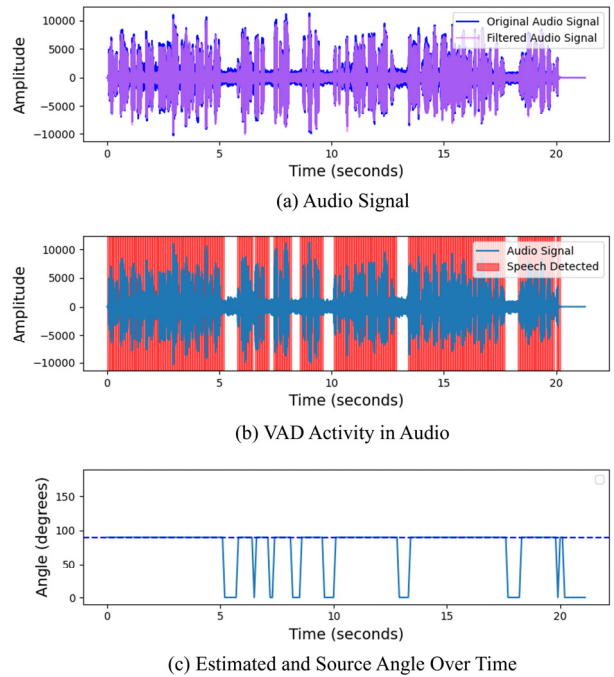 Original Audio Signal
Filtered Audio Signal
10000
5000
0
−5000
−10000
Amplitude
0 5 10 15 20
Time (seconds)
(a) Audio Signal
Audio Signal
Speech Detected
10000
5000
0
−5000
−10000
Amplitude
0 5 10 15 20
Time (seconds)
(b) VAD Activity in Audio
150
100
50
0
Angle (degrees)
0 5 10 15 20
Time (seconds)
(c) Estimated and Source Angle Over Time